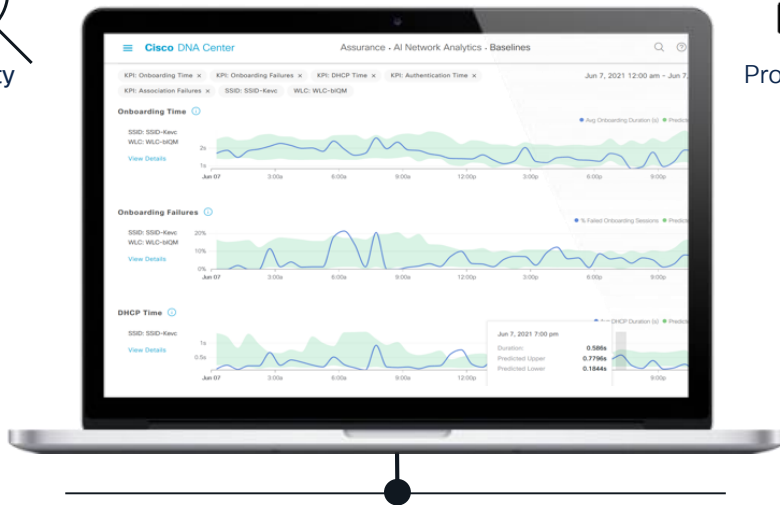 ty
Pro
Cisco DNA Center
Assurance • AI Network Analytics • Baselines
KPI: Onboarding Time × KPI: Onboarding Failures × KPI: DHCP Time × KPI: Authentication Time ×
Jun 7, 2021 12:00 am – Jun 7,
KPI: Association Failures × SSID: SSID-Kevc WLC: WLC-bIQM
Onboarding Time
Avg Onboarding Duration (s) Predicte
SSID: SSID-Kevc
WLC: WLC-bIQM
View Details
2s
1s
Jun 07 3:00a 6:00a 9:00a 12:00p 3:00p 6:00p 9:00p
Onboarding Failures
% Failed Onboarding Sessions Predicte
SSID: SSID-Kevc
WLC: WLC-bIQM
View Details
20%
10%
0%
Jun 07 3:00a 6:00a 9:00a 12:00p 3:00p 6:00p 9:00p
DHCP Time
DHCP Duration (s) Predicte
SSID: SSID-Kevc
View Details
1s
0.5s
Jun 07 3:00a 6:00a 9:00a 12:00p 9:00p
Jun 7, 2021 7:00 pm
Duration: 0.586s
Predicted Upper 0.7796s
Predicted Lower 0.1844s